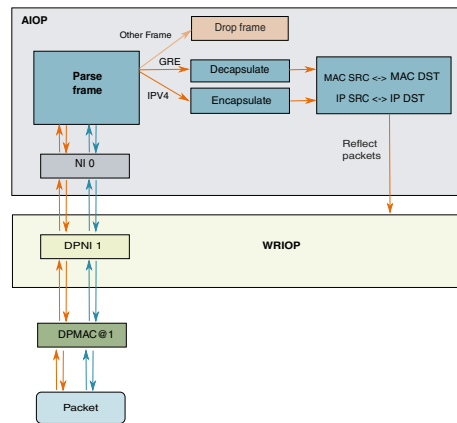 AIOP
Other Frame
Drop frame
Parse
frame
GRE
Decapsulate
MAC SRC <-> MAC DST
IPV4
Encapsulate
IP SRC <-> IP DST
Reflect
packets
NI 0
DPNI 1
WRIOP
DPMAC@1
Packet